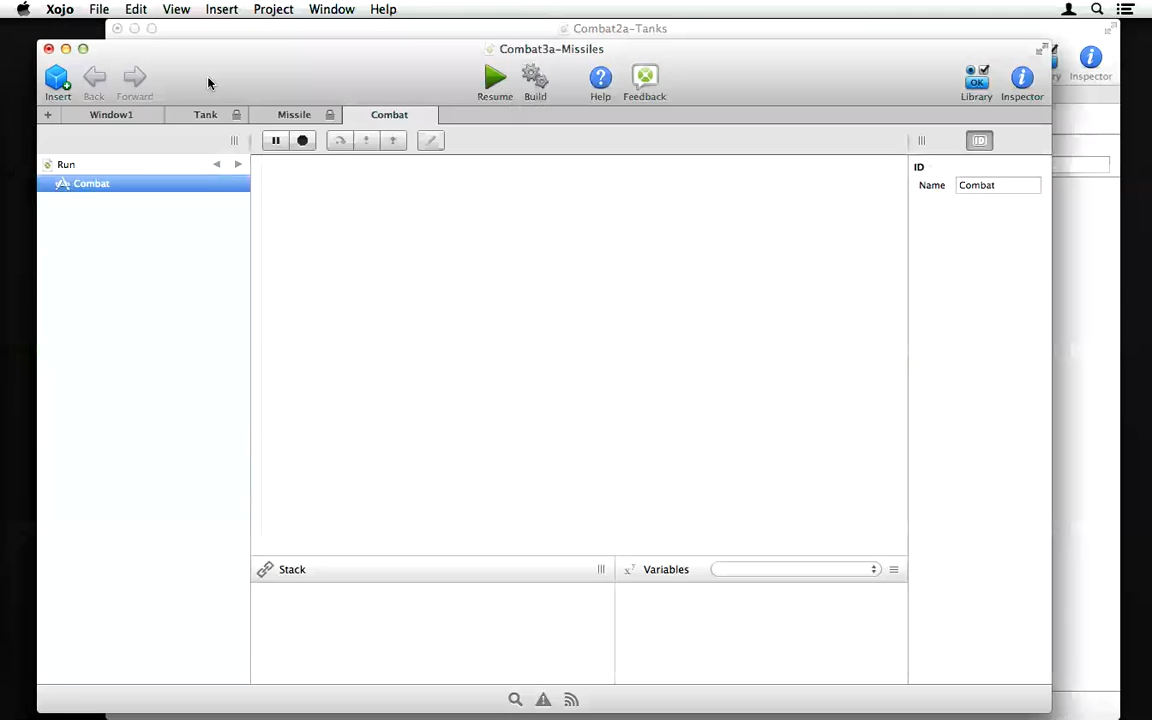 Xojo File Edit View Insert Project Window Help
Combat2a-Tanks
Combat3a-Missiles
Inspector
Insert Back Forward Resume Build Help Feedback Library Inspector
+ Window1 Tank Missile Combat
Run
ID
Combat
Name Combat
Stack Variables